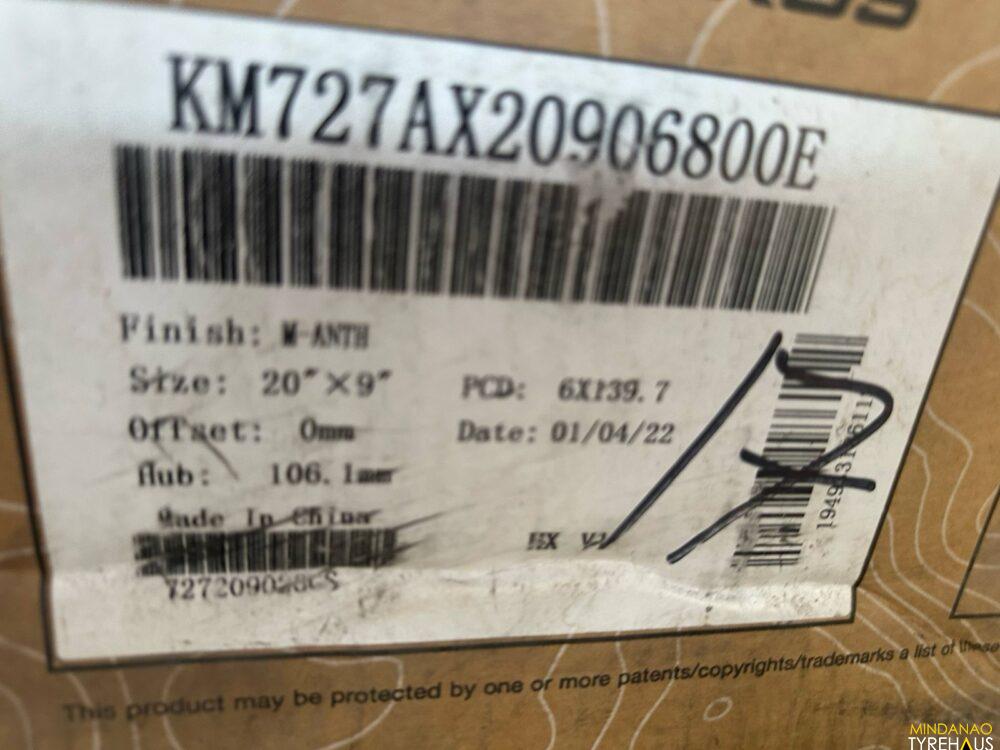 KM727AX20906800E
Finish: M-ANTH
Size: 20"×9" PCD: 6X139.7
Offset: 0mm Date: 01/04/22
Hub: 106.1mm
Made In China
This product may be protected by one or more patents/copyrights/trademarks a list of these
MINDANAO
TYREHAUS